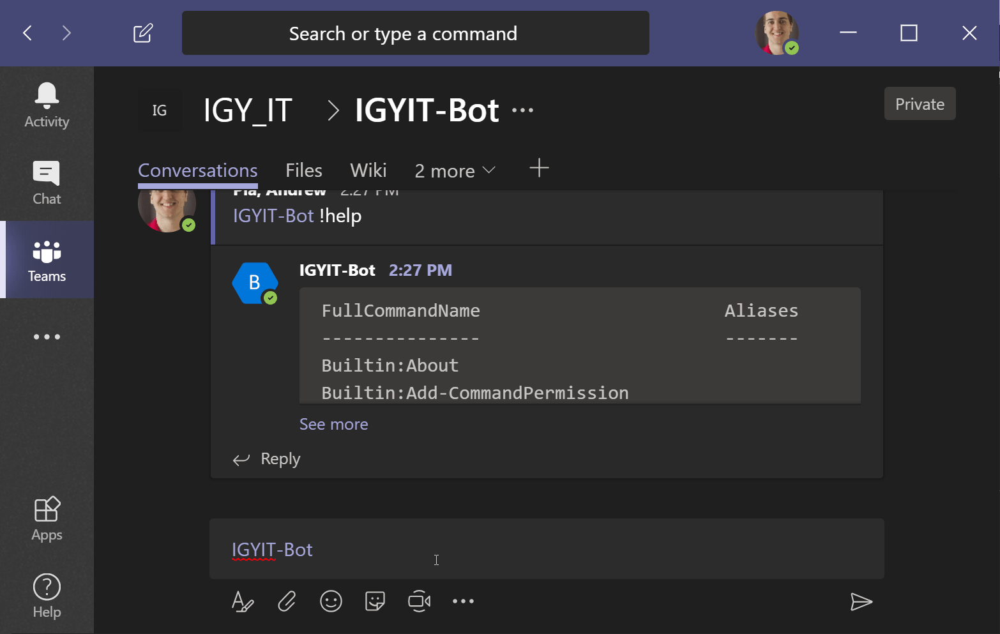 Search or type a command
Activity
Chat
Teams
Apps
Help
IG
IGY_IT
IGYIT-Bot
Private
Conversations
Files
Wiki
2 more
Pla, Andrew 2:27 PM
IGYIT-Bot !help
B
IGYIT-Bot 2:27 PM
FullCommandName Aliases
--------------- -------
Builtin:About
Builtin:Add-CommandPermission
See more
Reply
IGYIT-Bot